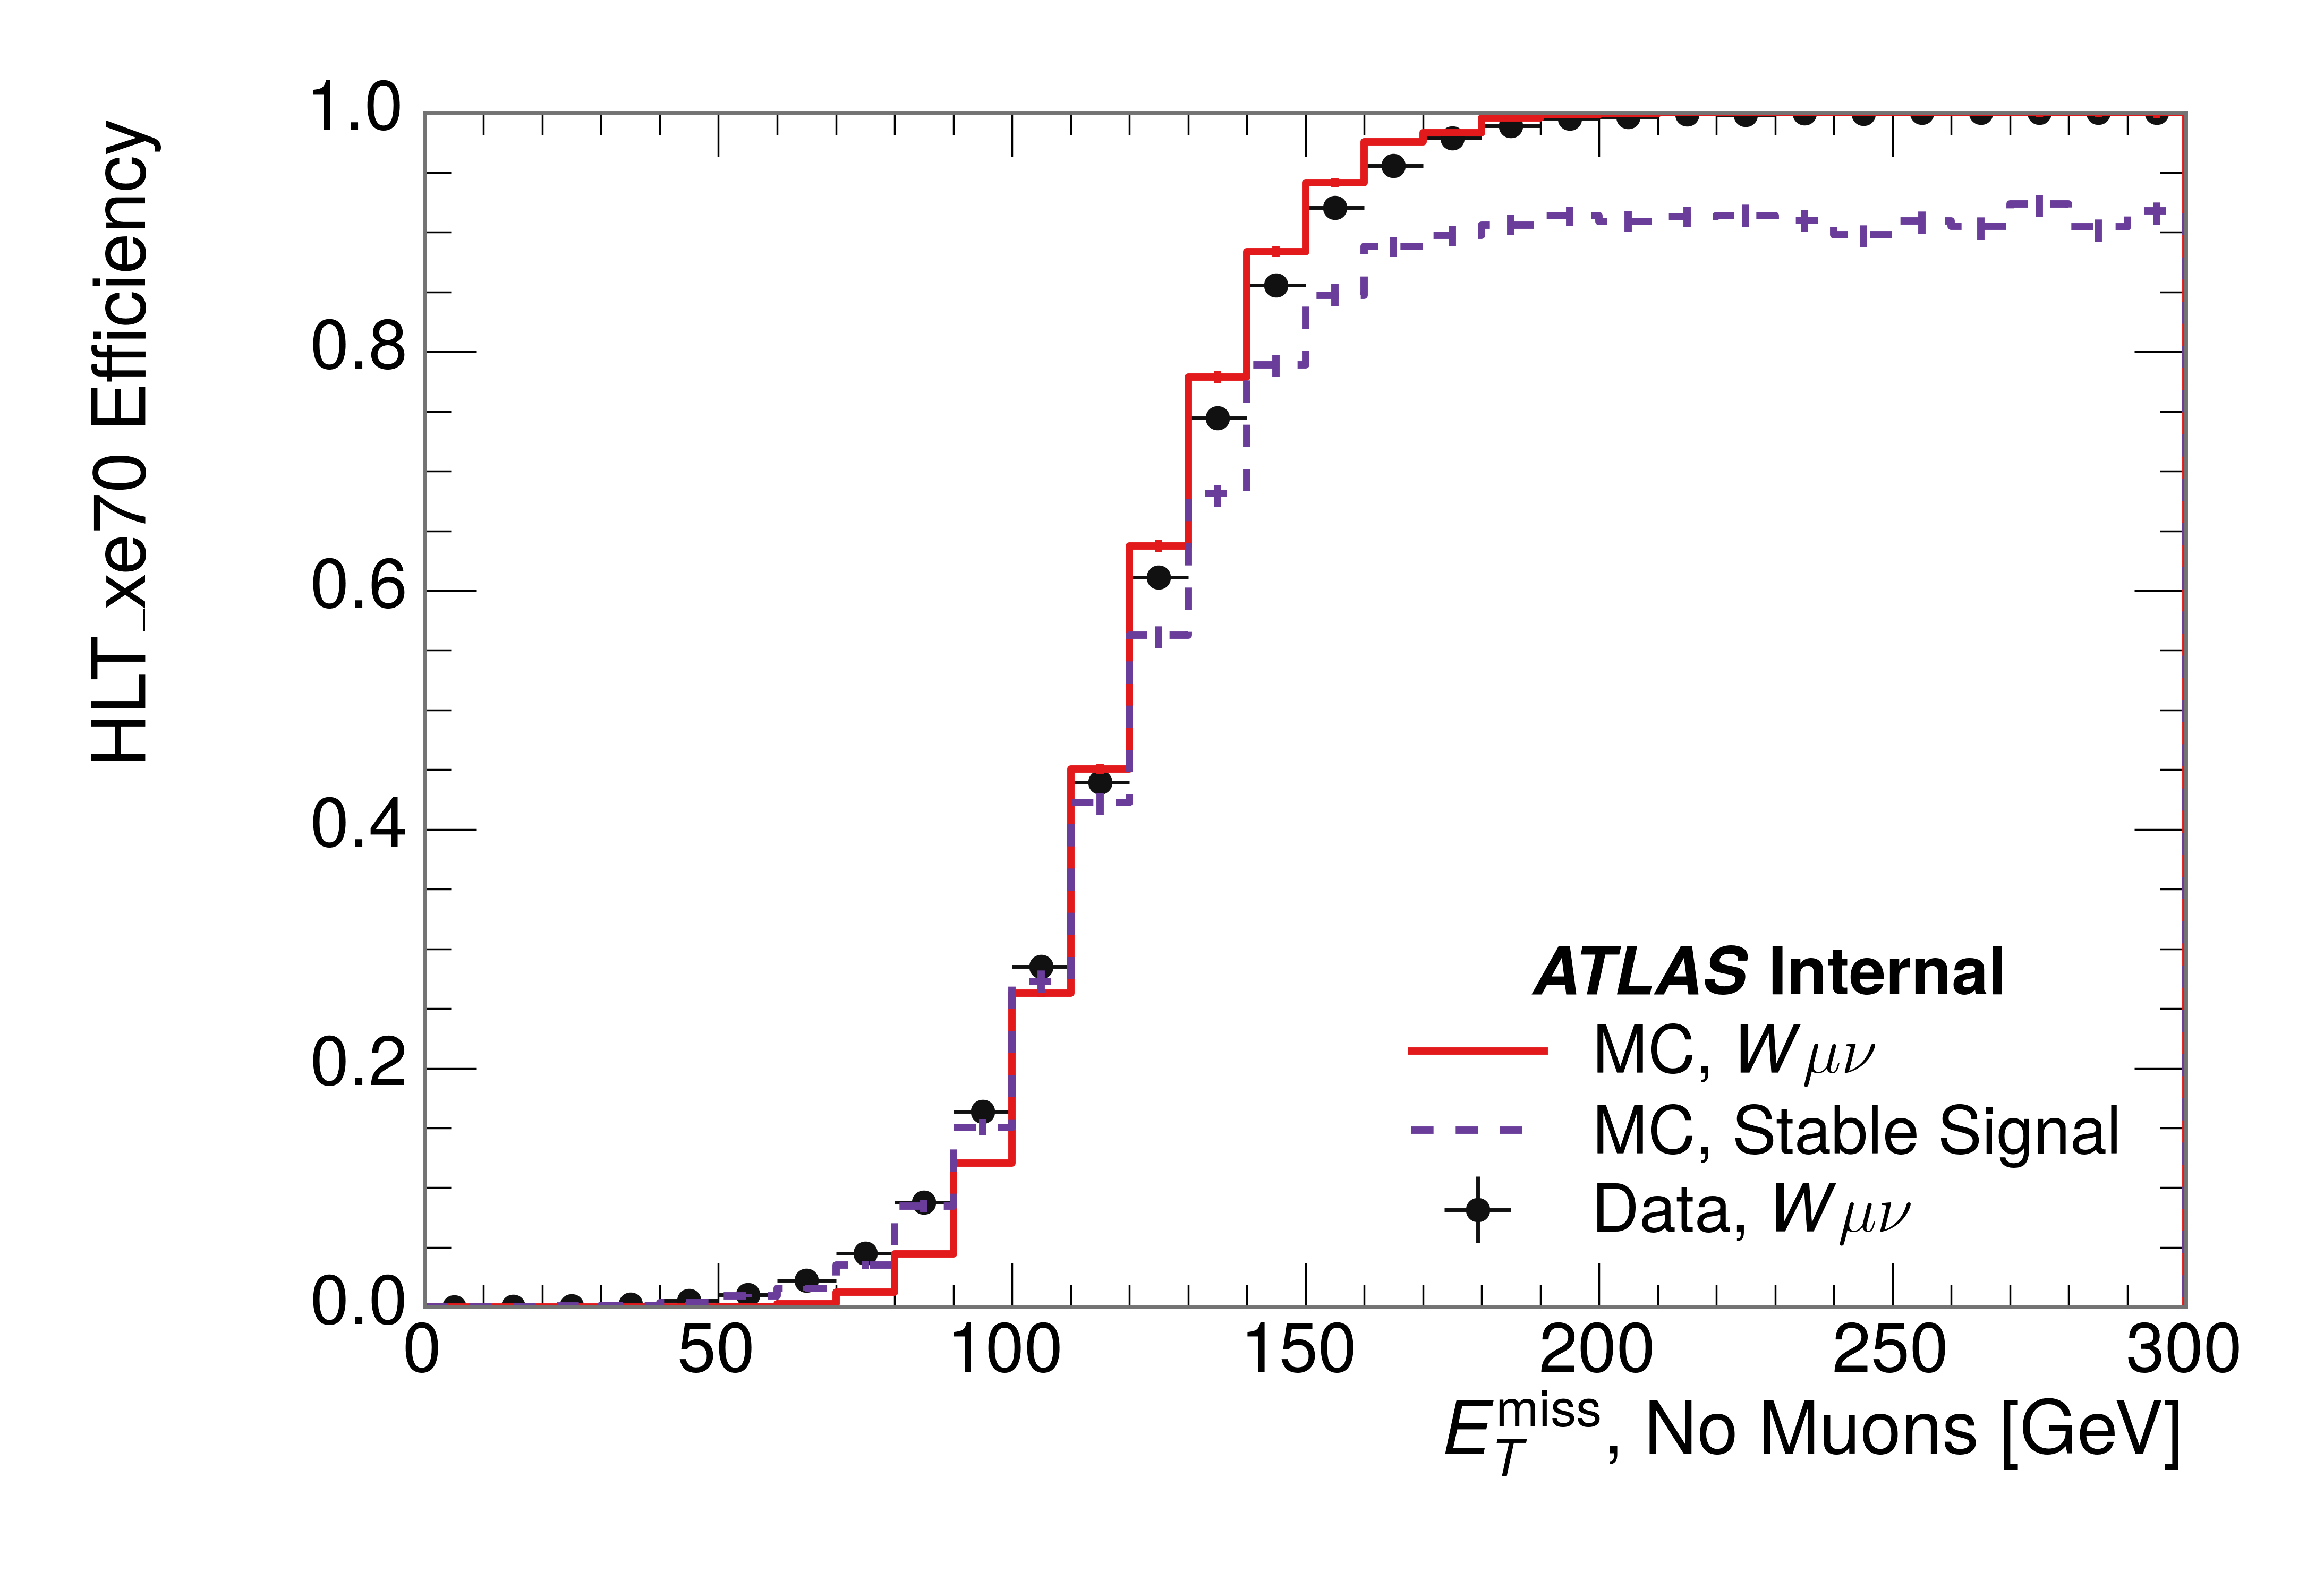 HLT_xe70 Efficiency
1.0
0.8
0.6
0.4
0.2
0.0
ATLAS Internal
MC, Wμν
MC, Stable Signal
Data, Wμν
0 50 100 150 200 250 300
E_T^miss, No Muons [GeV]